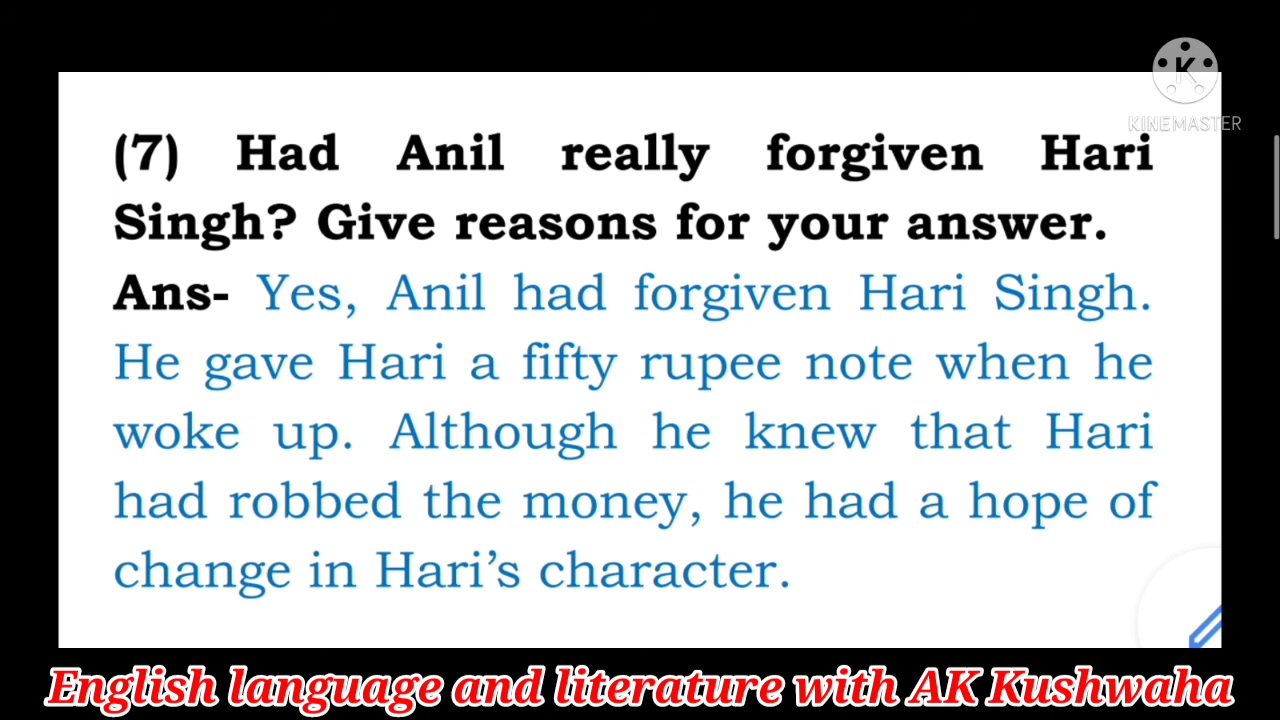 KINEMASTER
(7) Had Anil really forgiven Hari
Singh? Give reasons for your answer.
Ans- Yes, Anil had forgiven Hari Singh.
He gave Hari a fifty rupee note when he
woke up. Although he knew that Hari
had robbed the money, he had a hope of
change in Hari’s character.
English language and literature with AK Kushwaha